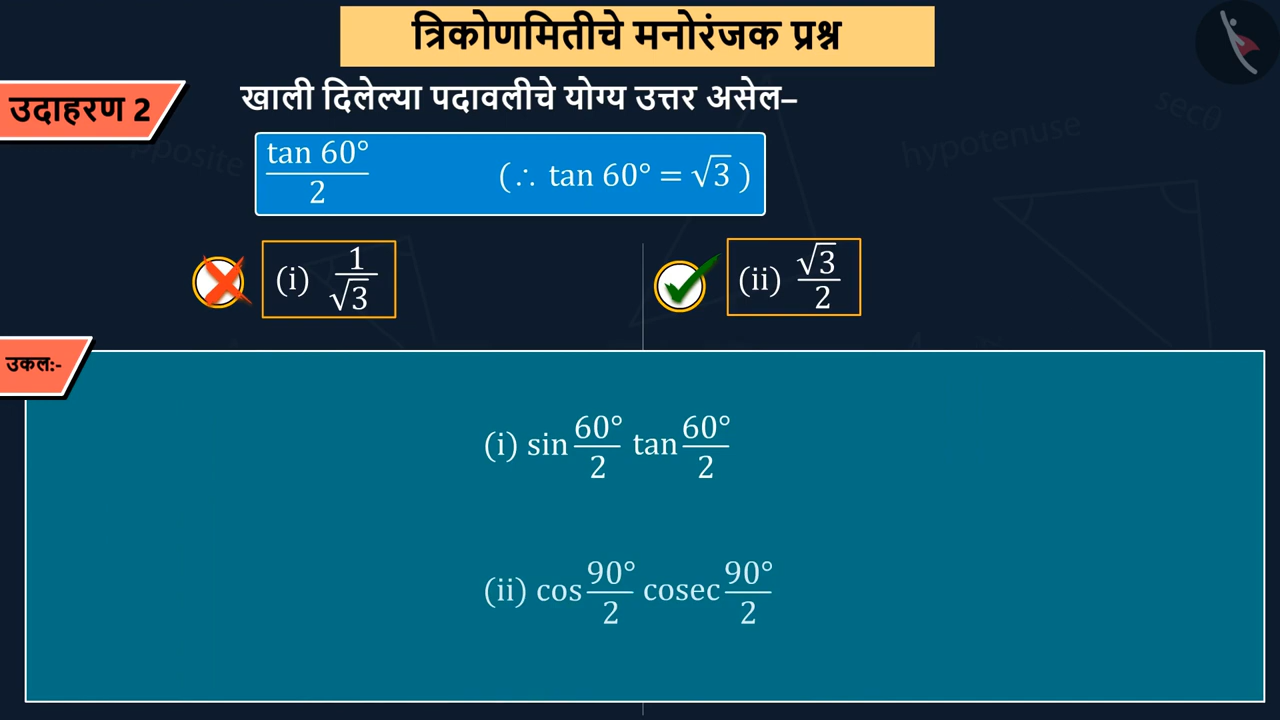 त्रिकोणमितीचे मनोरंजक प्रश्न
उदाहरण 2
खाली दिलेल्या पदावलीचे योग्य उत्तर असेल–
tan 60°/2 (∴ tan 60° = √3 )
(i) 1/√3
(ii) √3/2
उकल:-
(i) sin 60°/2 tan 60°/2
(ii) cos 90°/2 cosec 90°/2
hypotenuse
secθ